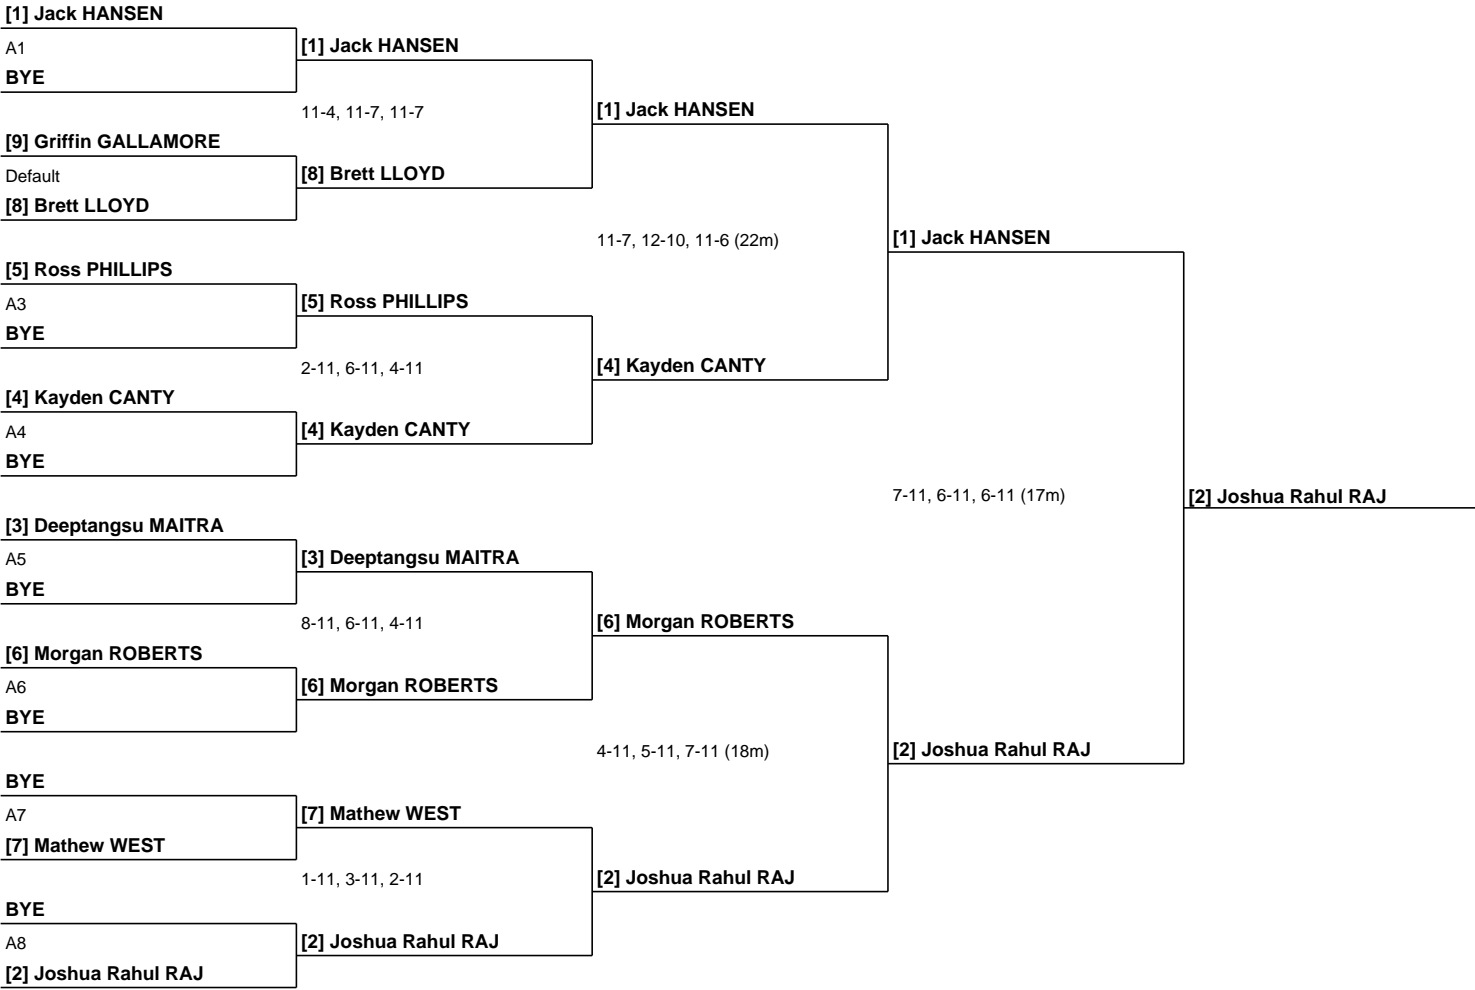 [1] Jack HANSEN
A1
BYE
[9] Griffin GALLAMORE
Default
[8] Brett LLOYD
[5] Ross PHILLIPS
A3
BYE
[4] Kayden CANTY
A4
BYE
[3] Deeptangsu MAITRA
A5
BYE
[6] Morgan ROBERTS
A6
BYE
BYE
A7
[7] Mathew WEST
BYE
A8
[2] Joshua Rahul RAJ
[1] Jack HANSEN
11-4, 11-7, 11-7
[8] Brett LLOYD
[5] Ross PHILLIPS
2-11, 6-11, 4-11
[4] Kayden CANTY
[3] Deeptangsu MAITRA
8-11, 6-11, 4-11
[6] Morgan ROBERTS
[7] Mathew WEST
1-11, 3-11, 2-11
[2] Joshua Rahul RAJ
[1] Jack HANSEN
11-7, 12-10, 11-6 (22m)
[4] Kayden CANTY
[6] Morgan ROBERTS
4-11, 5-11, 7-11 (18m)
[2] Joshua Rahul RAJ
[1] Jack HANSEN
7-11, 6-11, 6-11 (17m)
[2] Joshua Rahul RAJ
[2] Joshua Rahul RAJ